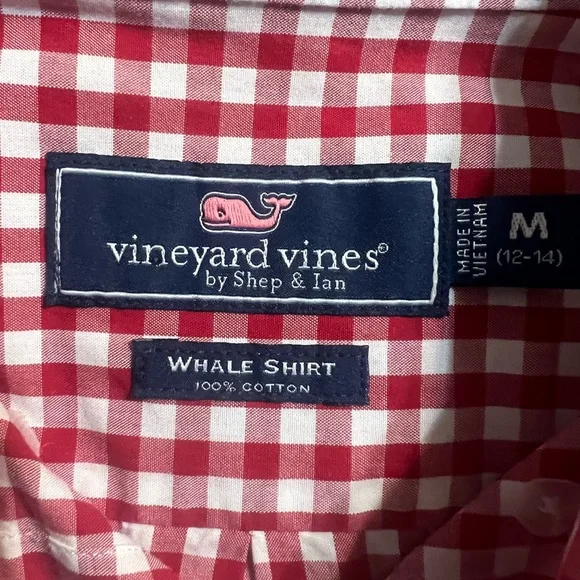 vineyard vines®
by Shep & Ian
MADE IN
VIETNAM
M
(12-14)
WHALE SHIRT
100% COTTON